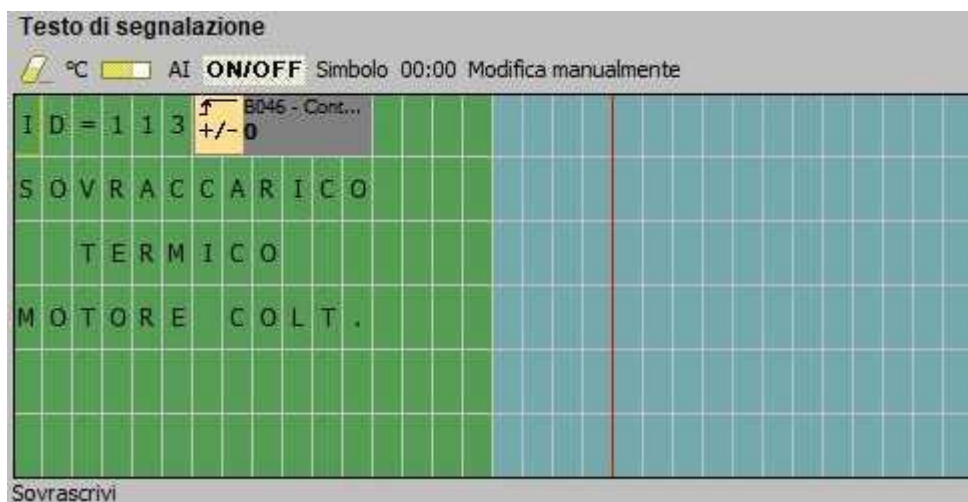 Testo di segnalazione
°C AI ON/OFF Simbolo 00:00 Modifica manualmente
ID=113 +/- B046 - Cont... 0
SOVRACCARICO
TERMICO
MOTORE COLT.
Sovrascrivi